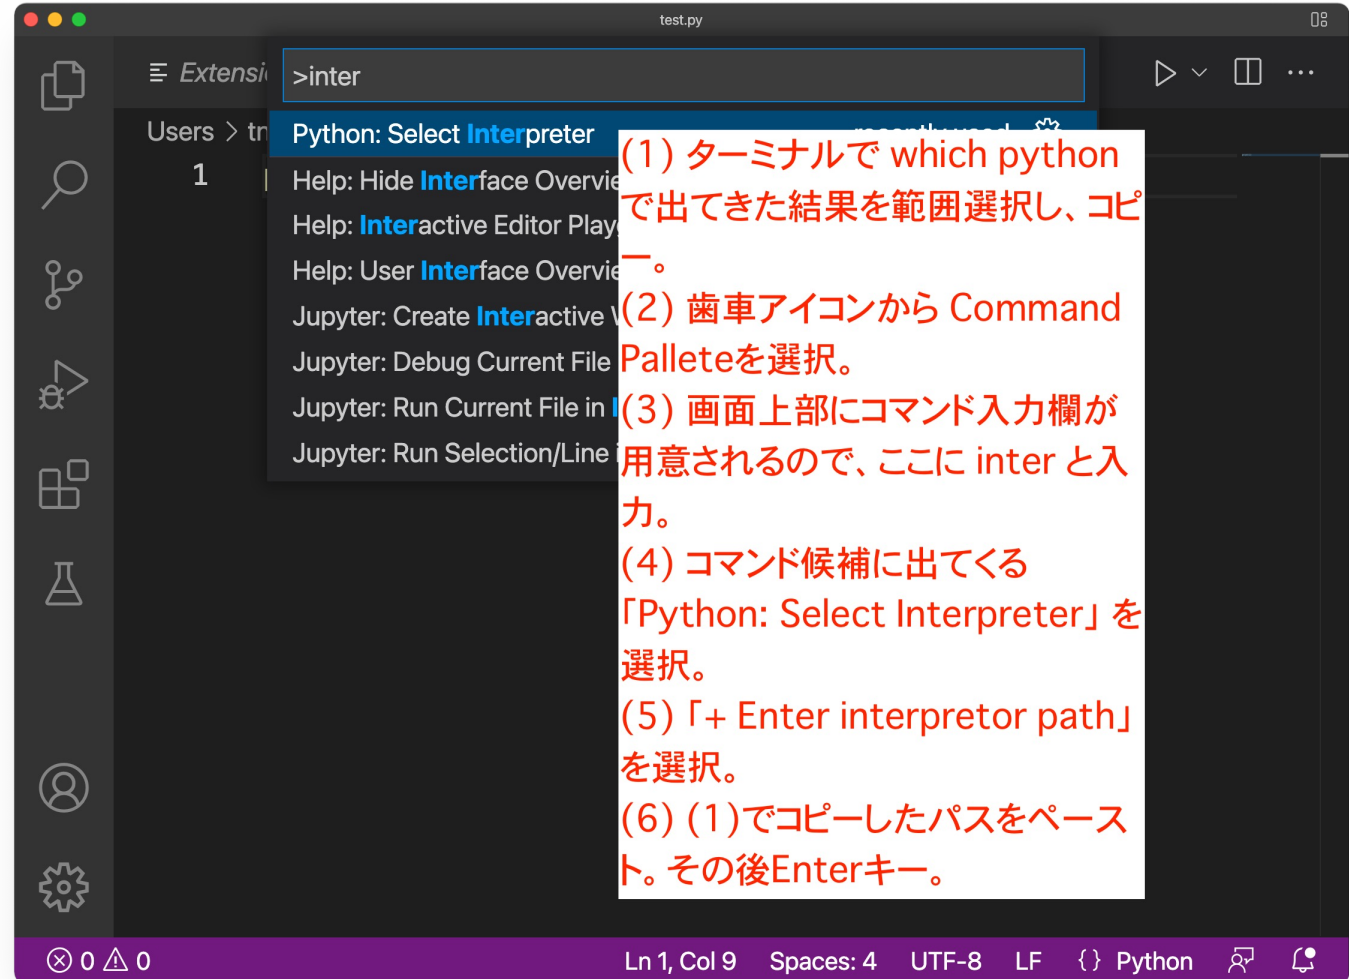 test.py
Extensi
>inter
Users > tn
Python: Select Interpreter
1
Help: Hide Interface Overvie
Help: Interactive Editor Play
Help: User Interface Overvie
Jupyter: Create Interactive
Jupyter: Debug Current File
Jupyter: Run Current File in
Jupyter: Run Selection/Line
(1) ターミナルで which python
で出てきた結果を範囲選択し、コピ
ー。
(2) 歯車アイコンから Command
Palleteを選択。
(3) 画面上部にコマンド入力欄が
用意されるので、ここに inter と入
力。
(4) コマンド候補に出てくる
「Python: Select Interpreter」を
選択。
(5)「+ Enter interpretor path」
を選択。
(6) (1)でコピーしたパスをペース
ト。その後Enterキー。
0 0
Ln 1, Col 9 Spaces: 4 UTF-8 LF {} Python